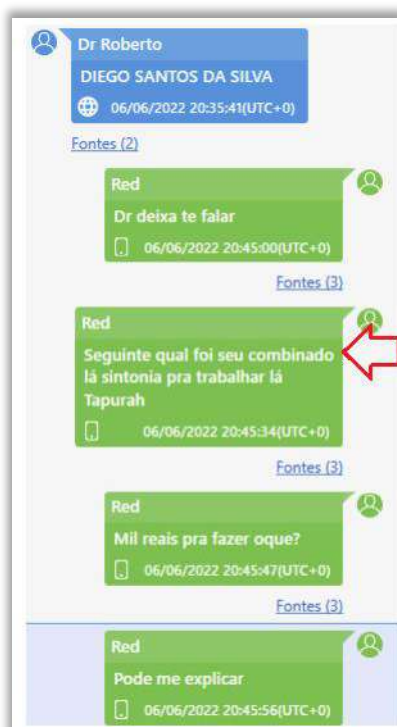 Dr Roberto
DIEGO SANTOS DA SILVA
06/06/2022 20:35:41(UTC+0)
Fontes (2)
Red
Dr deixa te falar
06/06/2022 20:45:00(UTC+0)
Fontes (3)
Red
Seguinte qual foi seu combinado
lá sintonia pra trabalhar lá
Tapurah
06/06/2022 20:45:34(UTC+0)
Fontes (3)
Red
Mil reais pra fazer oque?
06/06/2022 20:45:47(UTC+0)
Fontes (3)
Red
Pode me explicar
06/06/2022 20:45:56(UTC+0)